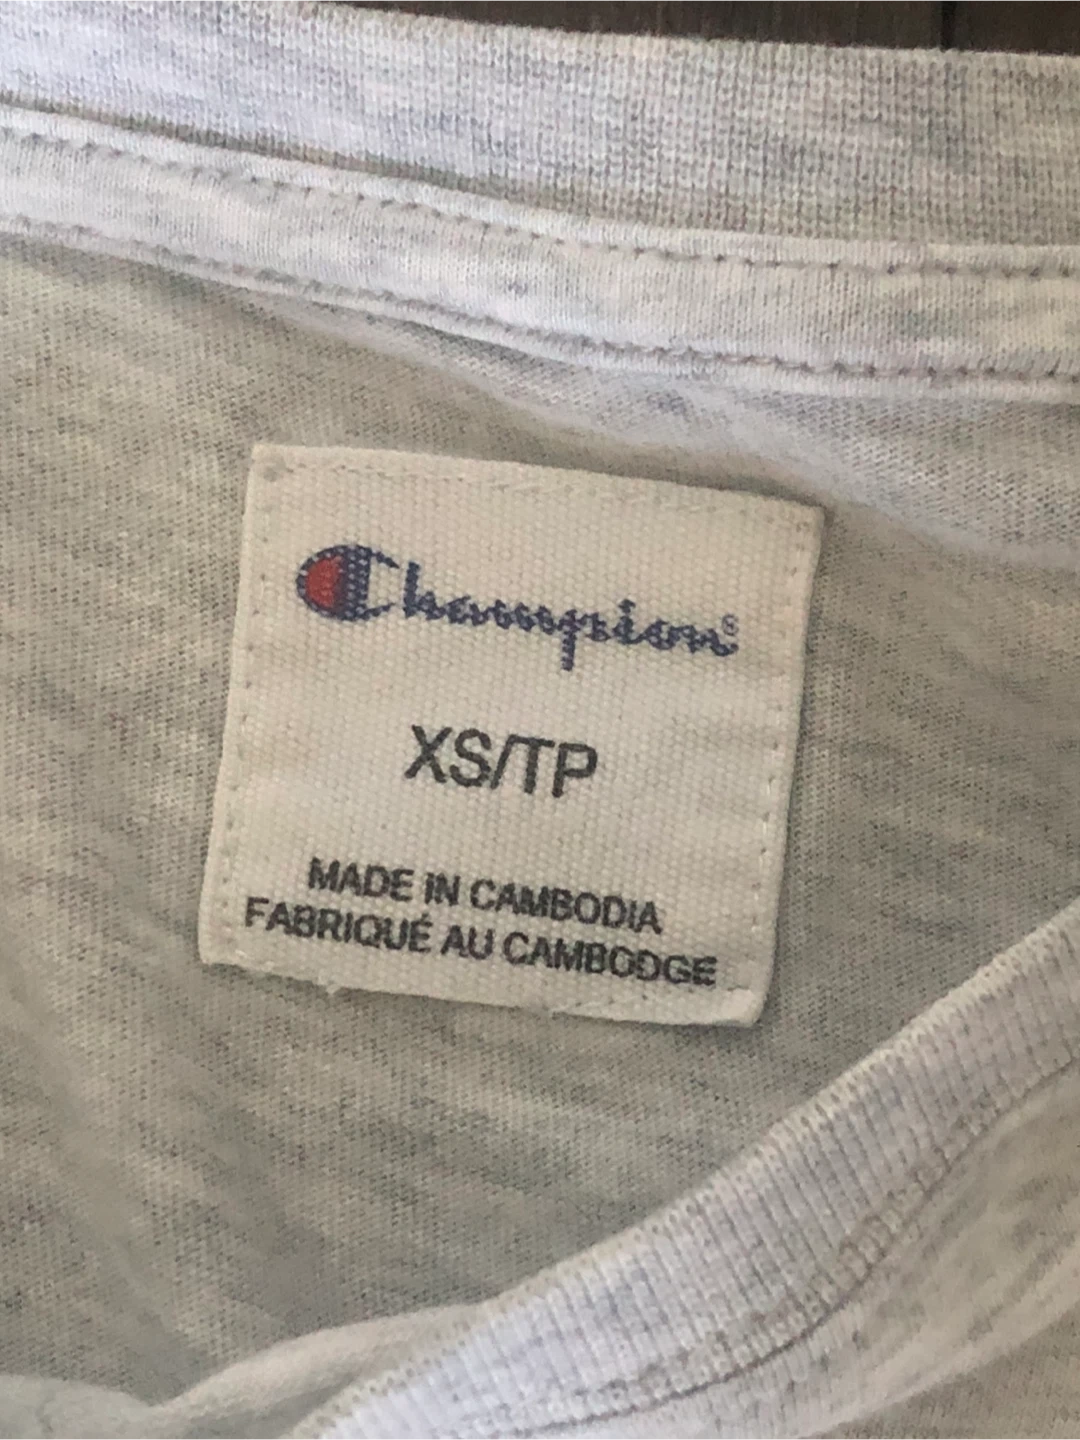 Champion®
XS/TP
MADE IN CAMBODIA
FABRIQUÉ AU CAMBODGE